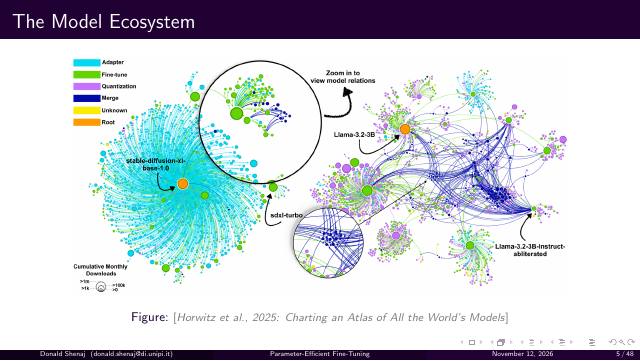 The Model Ecosystem
Adapter
Fine-tune
Quantization
Merge
Unknown
Root
Zoom in to
view model relations
Llama-3.2-3B
stable-diffusion-xl-
base-1.0
sdxl-turbo
Llama-3.2-3B-Instruct-
abliterated
Cumulative Monthly
Downloads
>1m >100k
>1k >0
Figure: [Horwitz et al., 2025: Charting an Atlas of All the World's Models]
Donald Shenaj (donald.shenaj@di.unipi.it) Parameter-Efficient Fine-Tuning November 12, 2026 5 / 48